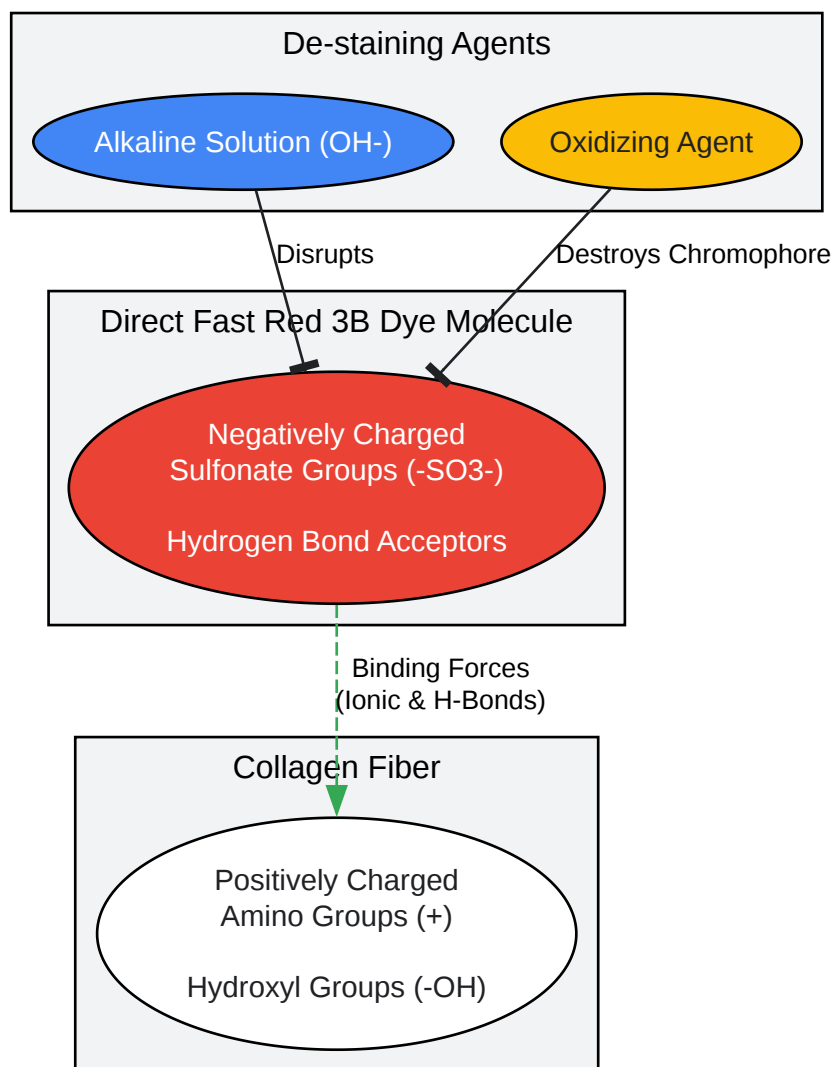 De-staining Agents
Alkaline Solution (OH-)
Oxidizing Agent
Disrupts
Destroys Chromophore
Direct Fast Red 3B Dye Molecule
Negatively Charged
Sulfonate Groups (-SO3-)
Hydrogen Bond Acceptors
Binding Forces
(Ionic & H-Bonds)
Collagen Fiber
Positively Charged
Amino Groups (+)
Hydroxyl Groups (-OH)